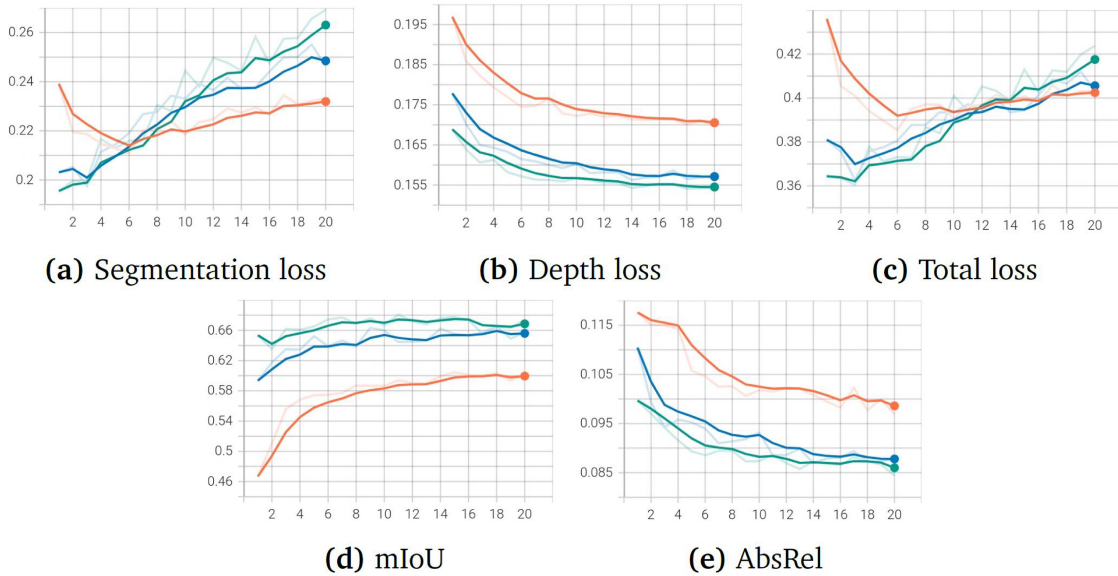 0.26
0.24
0.22
0.2
2 4 6 8 10 12 14 16 18 20
(a) Segmentation loss
0.195
0.185
0.175
0.165
0.155
2 4 6 8 10 12 14 16 18 20
(b) Depth loss
0.42
0.4
0.38
0.36
2 4 6 8 10 12 14 16 18 20
(c) Total loss
0.66
0.62
0.58
0.54
0.5
0.46
2 4 6 8 10 12 14 16 18 20
(d) mIoU
0.115
0.105
0.095
0.085
2 4 6 8 10 12 14 16 18 20
(e) AbsRel